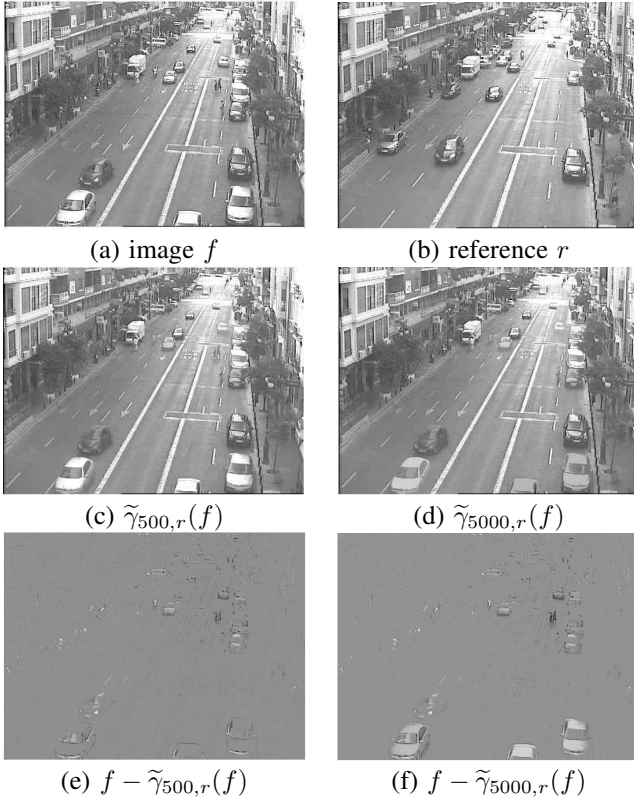 (a) image f
(b) reference r
(c) γ̃500,r(f)
(d) γ̃5000,r(f)
(e) f − γ̃500,r(f)
(f) f − γ̃5000,r(f)